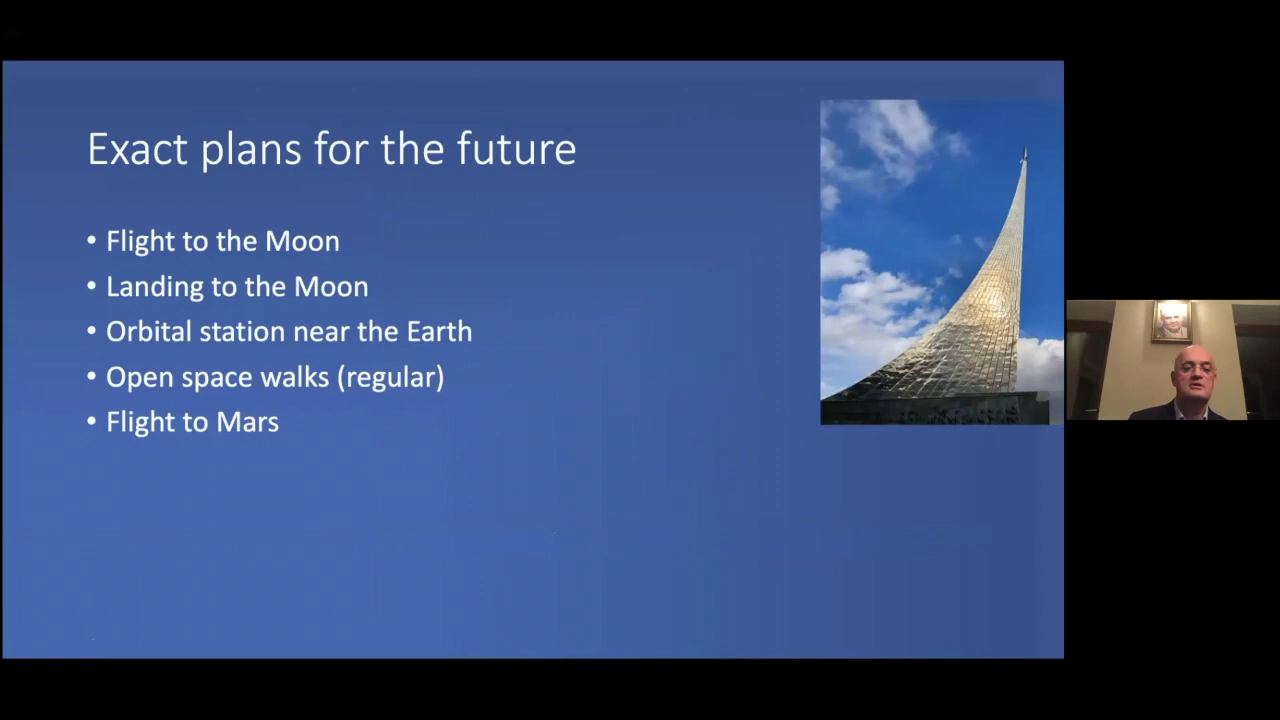 Exact plans for the future
• Flight to the Moon
• Landing to the Moon
• Orbital station near the Earth
• Open space walks (regular)
• Flight to Mars